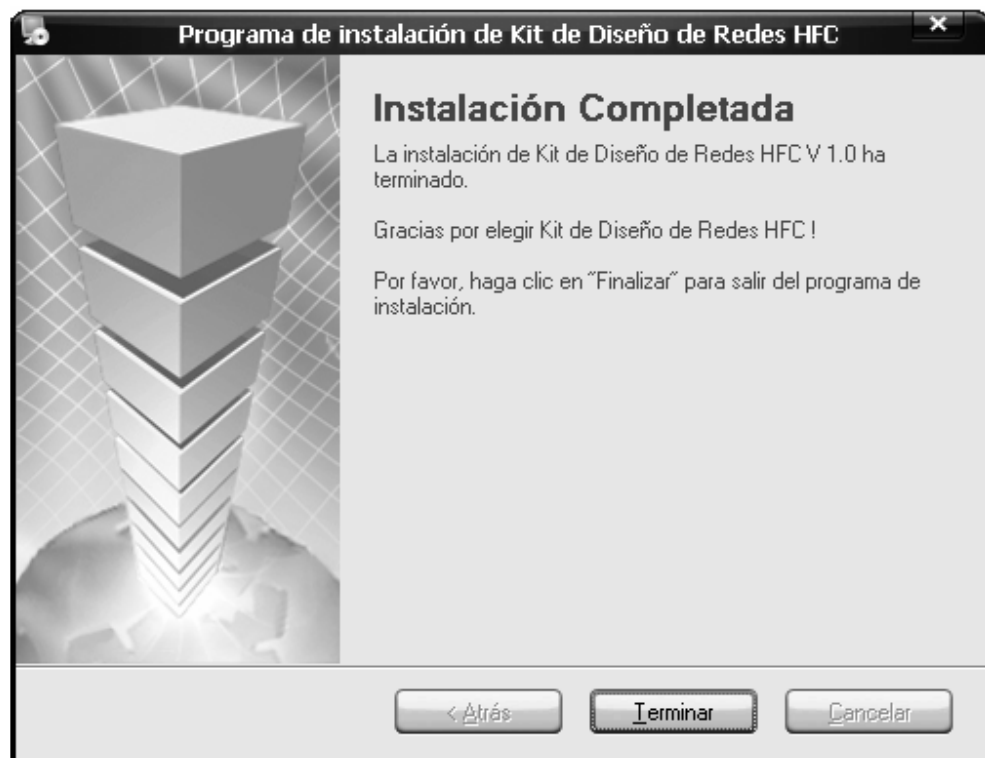 Programa de instalación de Kit de Diseño de Redes HFC
Instalación Completada
La instalación de Kit de Diseño de Redes HFC V 1.0 ha
terminado.
Gracias por elegir Kit de Diseño de Redes HFC !
Por favor, haga clic en "Finalizar" para salir del programa de
instalación.
< Atrás
Terminar
Cancelar